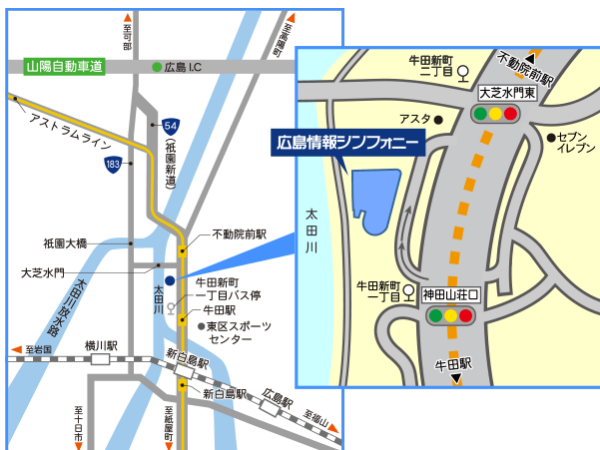 至可部
至高陽町
山陽自動車道
広島I.C
アストラムライン
54
(祇園新道)
183
祇園大橋
不動院前駅
大芝水門
太田川放水路
太田川
牛田新町
一丁目バス停
牛田駅
東区スポーツ
センター
至岩国
横川駅
新白島駅
新白島駅
広島駅
至福山
至十日市
至紙屋町
牛田新町
二丁目
不動院前駅
大芝水門東
アスタ
セブン
イレブン
広島情報シンフォニー
太田川
牛田新町
一丁目
神田山荘口
牛田駅